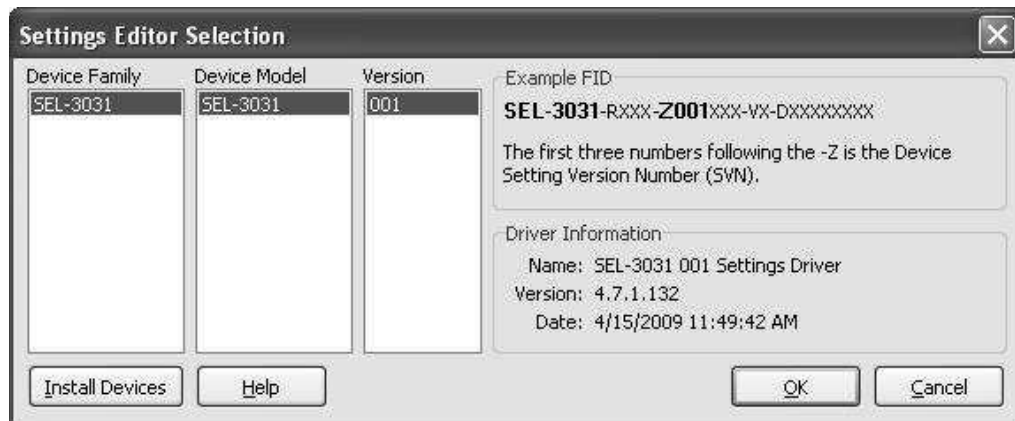 Settings Editor Selection
Device Family
Device Model
Version
SEL-3031
SEL-3031
001
Example FID
SEL-3031-RXXX-Z001XXX-VX-DXXXXXXXX
The first three numbers following the -Z is the Device
Setting Version Number (SVN).
Driver Information
Name: SEL-3031 001 Settings Driver
Version: 4.7.1.132
Date: 4/15/2009 11:49:42 AM
Install Devices
Help
OK
Cancel